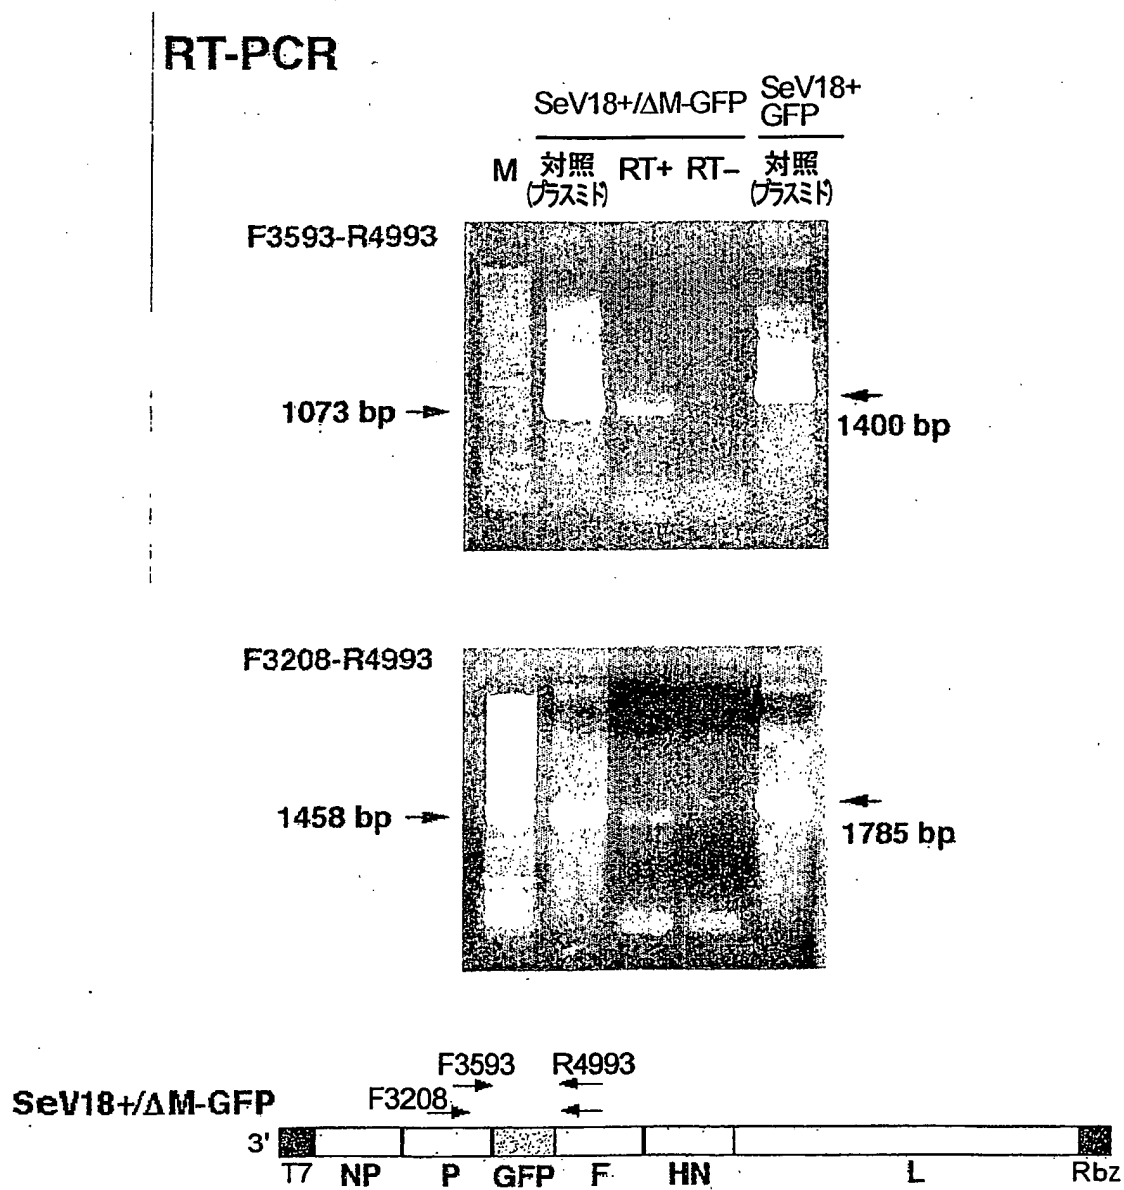 RT-PCR
SeV18+/ΔM-GFP
SeV18+
GFP
M 対照 RT+ RT− 対照
(プラスミド) (プラスミド)
F3593-R4993
1073 bp
1400 bp
F3208-R4993
1458 bp
1785 bp
F3593 R4993
F3208
SeV18+/ΔM-GFP
3'
T7 NP P GFP F HN L Rbz